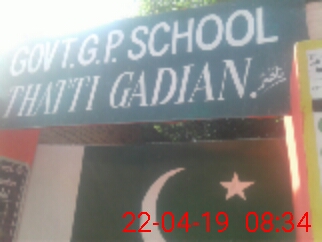 GOVT.G.P. SCHOOL
THATTI GADIAN.
22-04-19 08:34